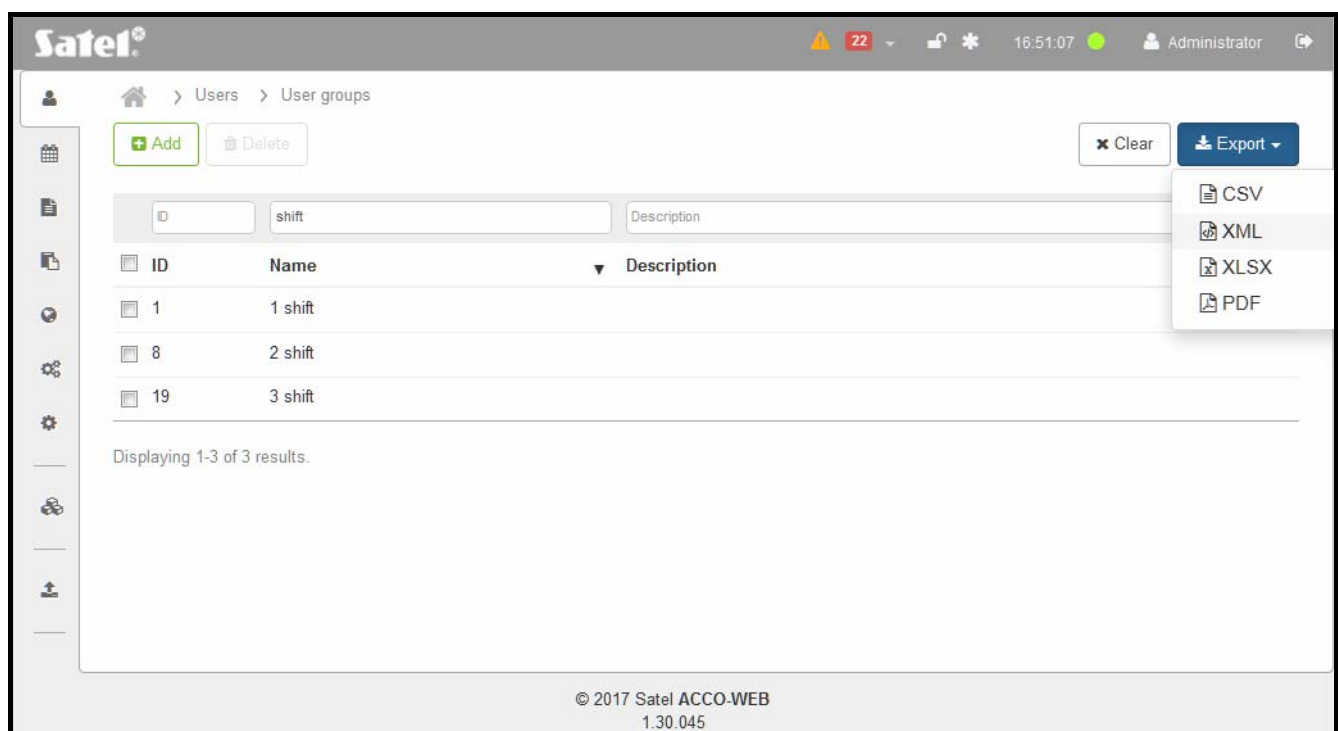 Satel®
22
16:51:07
Administrator
Users > User groups
Add
Delete
Clear
Export
CSV
XML
XLSX
PDF
ID
shift
Description
ID Name Description
1 1 shift
8 2 shift
19 3 shift
Displaying 1-3 of 3 results.
© 2017 Satel ACCO-WEB
1.30.045